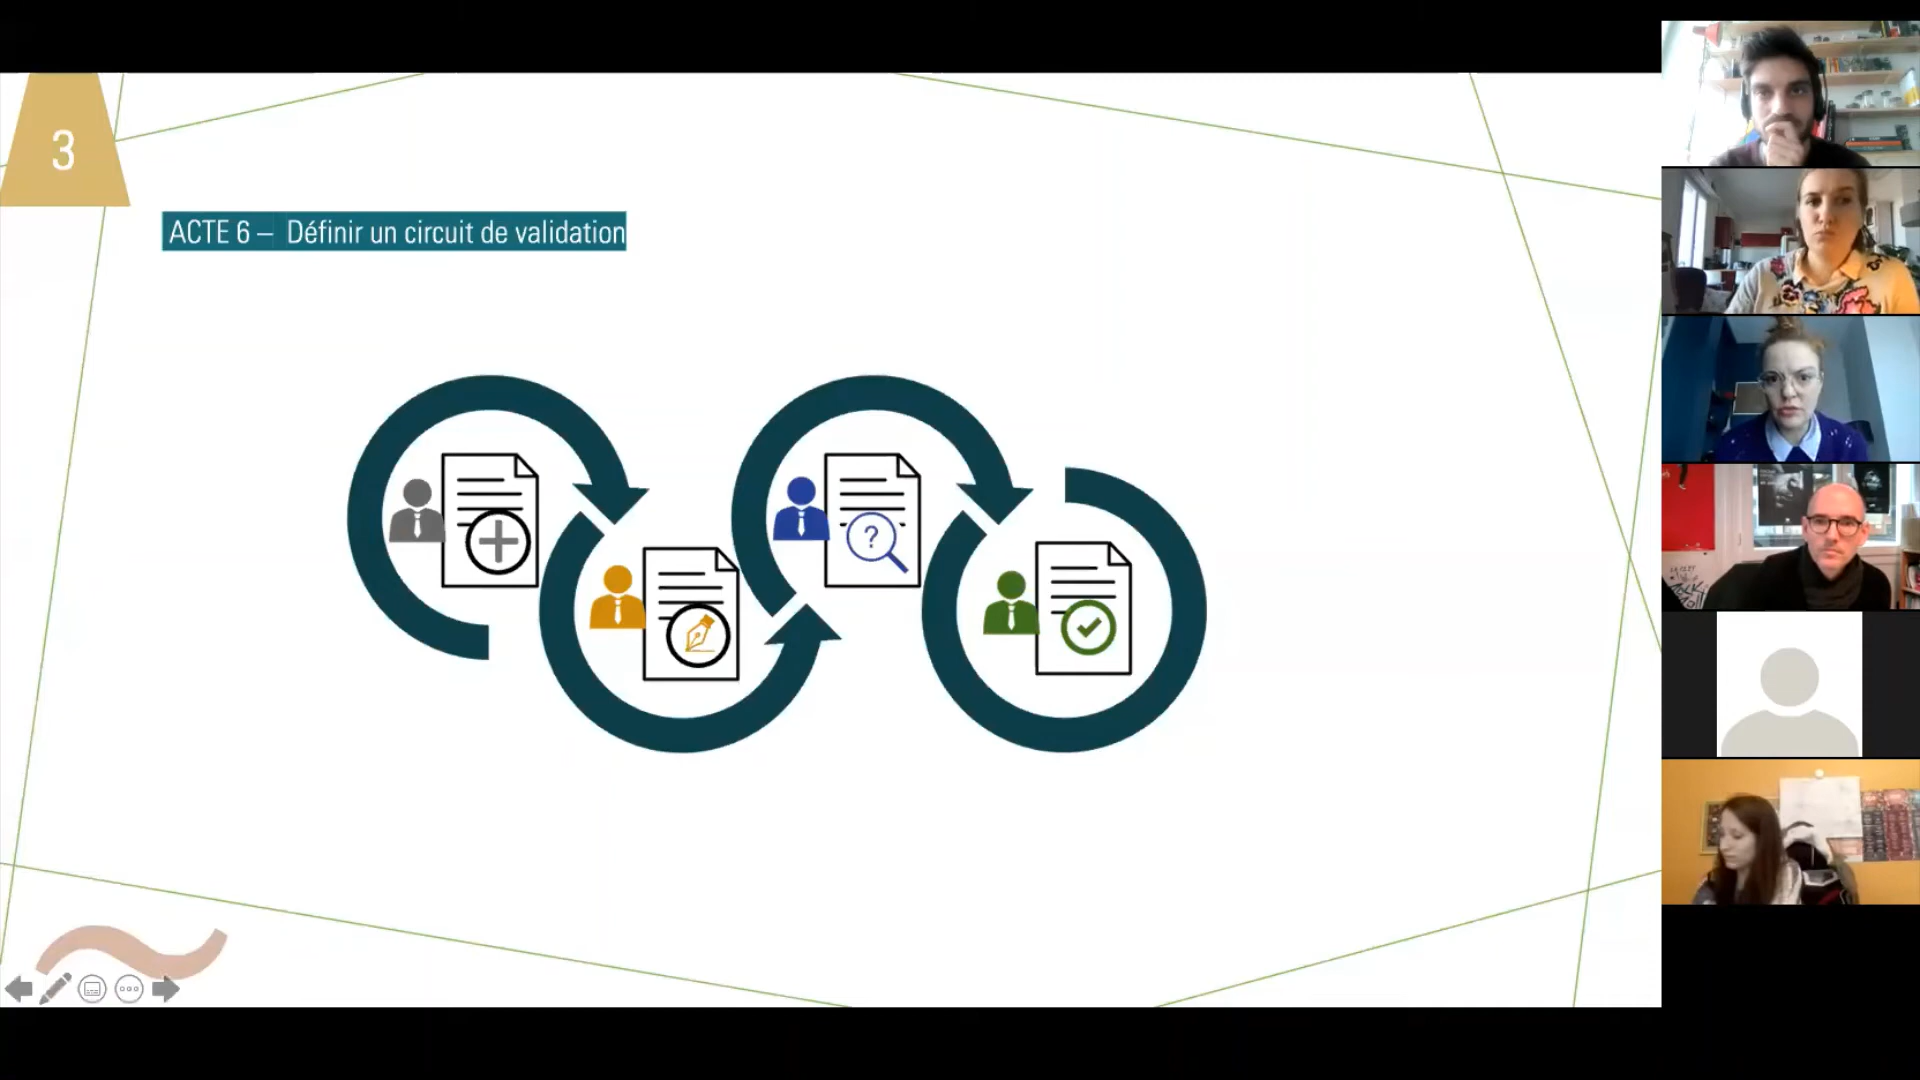 3
ACTE 6 – Définir un circuit de validation
?